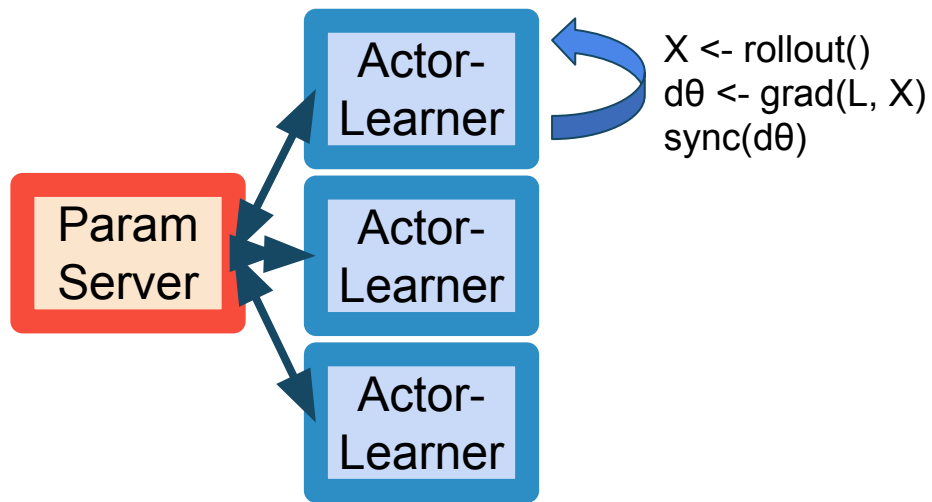 Param
Server
Actor-
Learner
Actor-
Learner
Actor-
Learner
X <- rollout()
dθ <- grad(L, X)
sync(dθ)